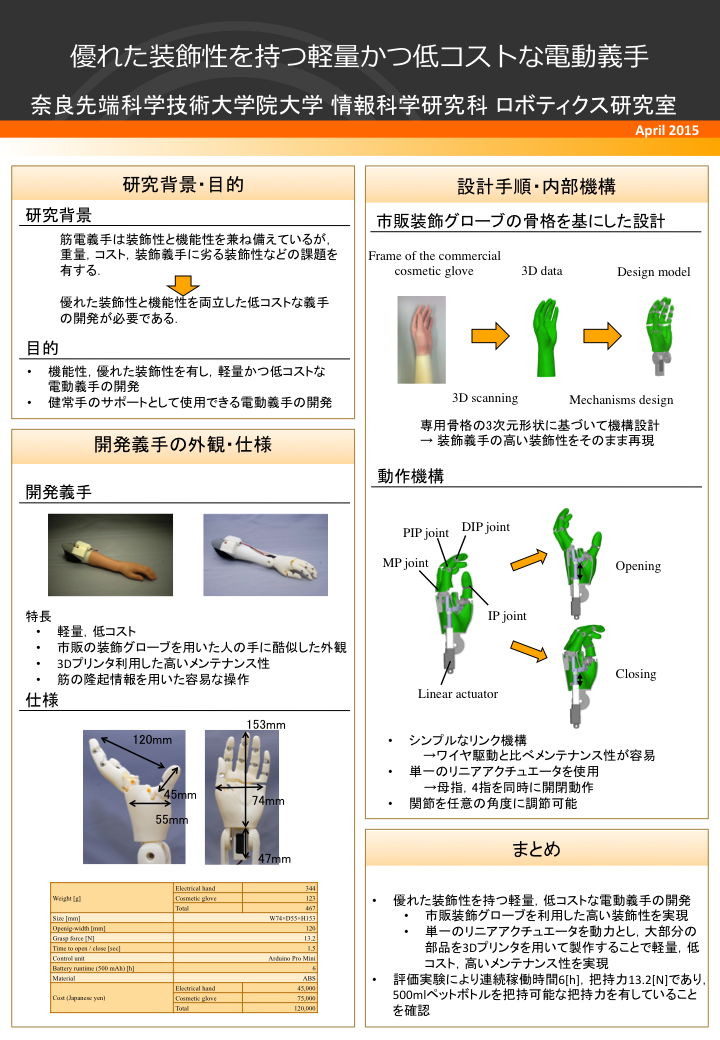 優れた装飾性を持つ軽量かつ低コストな電動義手
奈良先端科学技術大学院大学 情報科学研究科 ロボティクス研究室
April 2015
研究背景・目的
研究背景
筋電義手は装飾性と機能性を兼ね備えているが,
重量, コスト, 装飾義手に劣る装飾性などの課題を
有する.
優れた装飾性と機能性を両立した低コストな義手
の開発が必要である.
目的
• 機能性, 優れた装飾性を有し, 軽量かつ低コストな
電動義手の開発
• 健常手のサポートとして使用できる電動義手の開発
開発義手の外観・仕様
開発義手
特長
• 軽量, 低コスト
• 市販の装飾グローブを用いた人の手に酷似した外観
• 3Dプリンタ利用した高いメンテナンス性
• 筋の隆起情報を用いた容易な操作
仕様
153mm
120mm
45mm
74mm
55mm
47mm
Weight [g] Electrical hand 344
Cosmetic glove 123
Total 467
Size [mm] W74×D55×H153
Openig-width [mm] 120
Grasp force [N] 13.2
Time to open / close [sec] 1.5
Control unit Arduino Pro Mini
Battery runtime (500 mAh) [h] 6
Material ABS
Cost (Japanese yen) Electrical hand 45,000
Cosmetic glove 75,000
Total 120,000
設計手順・内部機構
市販装飾グローブの骨格を基にした設計
Frame of the commercial
cosmetic glove
3D data
Design model
3D scanning
Mechanisms design
専用骨格の3次元形状に基づいて機構設計
→ 装飾義手の高い装飾性をそのまま再現
動作機構
PIP joint
DIP joint
MP joint
IP joint
Linear actuator
Opening
Closing
• シンプルなリンク機構
→ワイヤ駆動と比べメンテナンス性が容易
• 単一のリニアアクチュエータを使用
→母指, 4指を同時に開閉動作
• 関節を任意の角度に調節可能
まとめ
• 優れた装飾性を持つ軽量, 低コストな電動義手の開発
• 市販装飾グローブを利用した高い装飾性を実現
• 単一のリニアアクチュエータを動力とし, 大部分の
部品を3Dプリンタを用いて製作することで軽量, 低
コスト, 高いメンテナンス性を実現
• 評価実験により連続稼働時間6[h], 把持力13.2[N]であり,
500mlペットボトルを把持可能な把持力を有していること
を確認